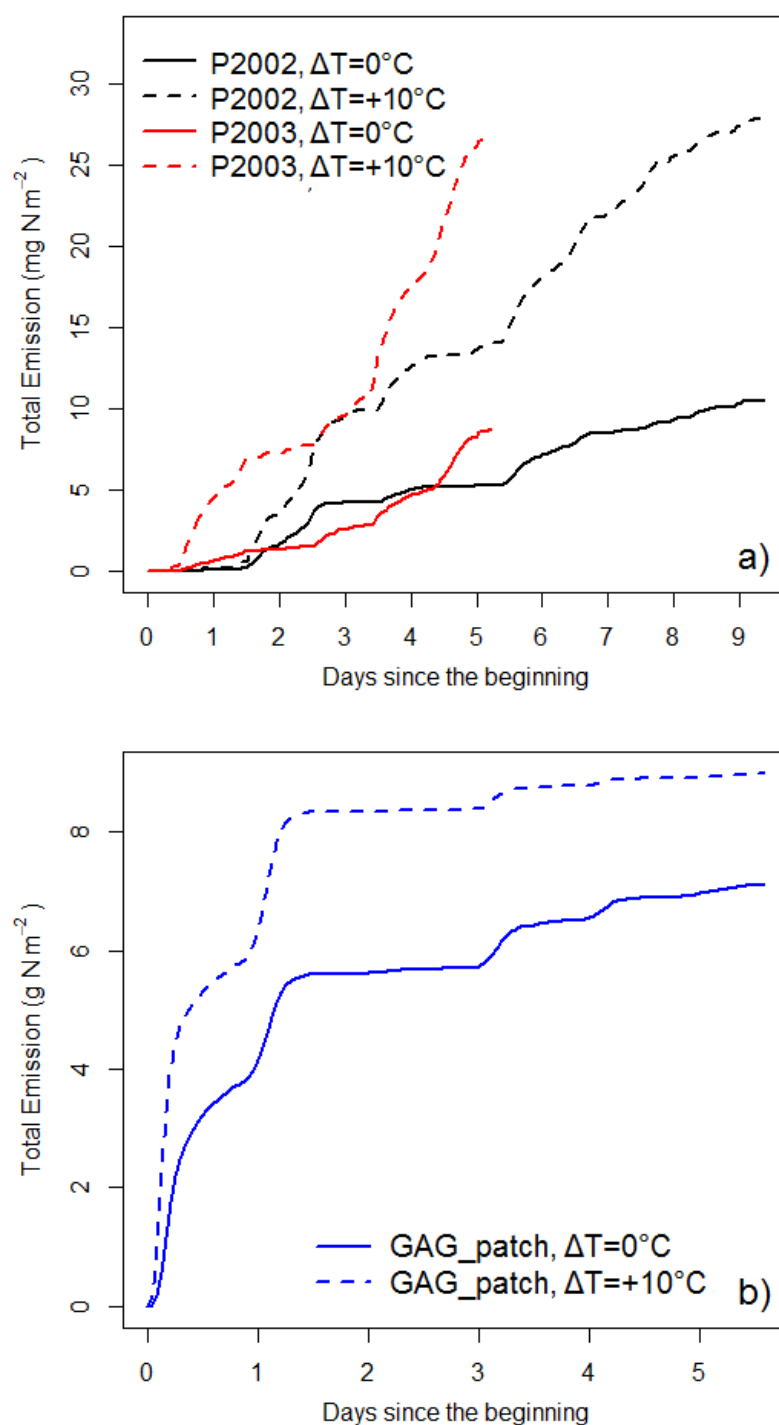 P2002, ΔT=0°C
P2002, ΔT=+10°C
P2003, ΔT=0°C
P2003, ΔT=+10°C
Total Emission (mg N m⁻²)
30
25
20
15
10
5
0
a)
0 1 2 3 4 5 6 7 8 9
Days since the beginning
Total Emission (g N m⁻²)
8
6
4
2
0
GAG_patch, ΔT=0°C
GAG_patch, ΔT=+10°C
b)
0 1 2 3 4 5
Days since the beginning